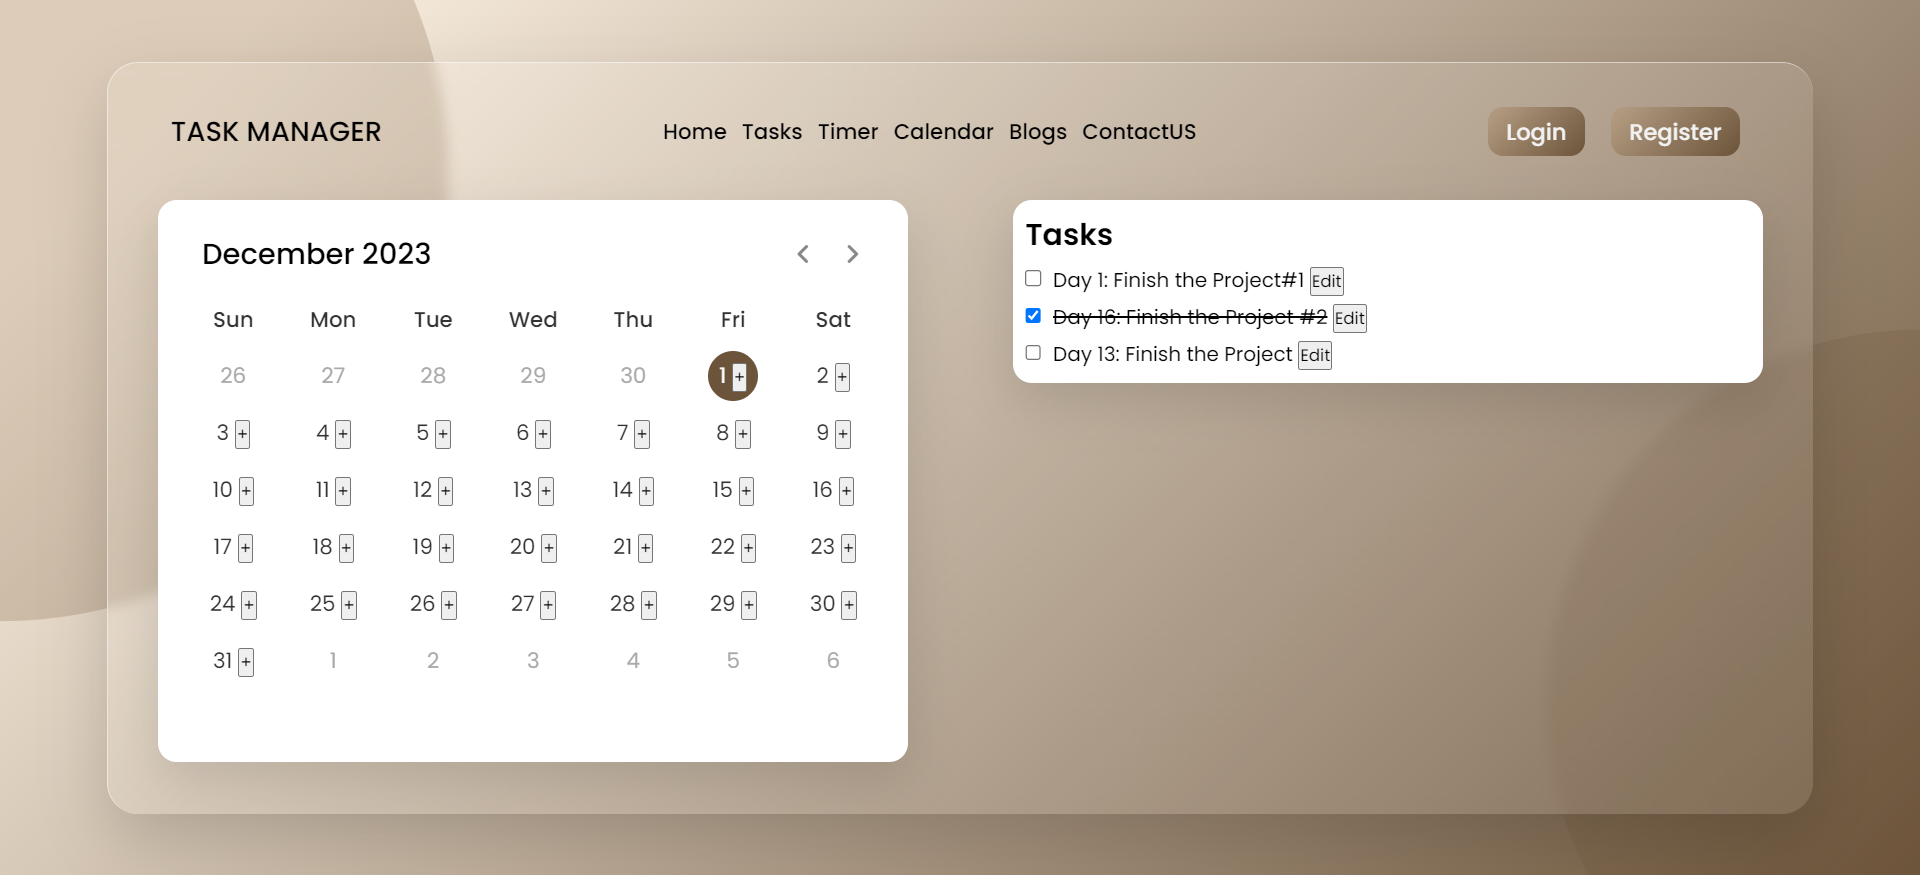 TASK MANAGER Home Tasks Timer Calendar Blogs ContactUS Login Register
December 2023
Sun Mon Tue Wed Thu Fri Sat
26 27 28 29 30 1 + 2 +
3 + 4 + 5 + 6 + 7 + 8 + 9 +
10 + 11 + 12 + 13 + 14 + 15 + 16 +
17 + 18 + 19 + 20 + 21 + 22 + 23 +
24 + 25 + 26 + 27 + 28 + 29 + 30 +
31 + 1 2 3 4 5 6
Tasks
Day 1: Finish the Project#1 Edit
Day 16: Finish the Project #2 Edit
Day 13: Finish the Project Edit